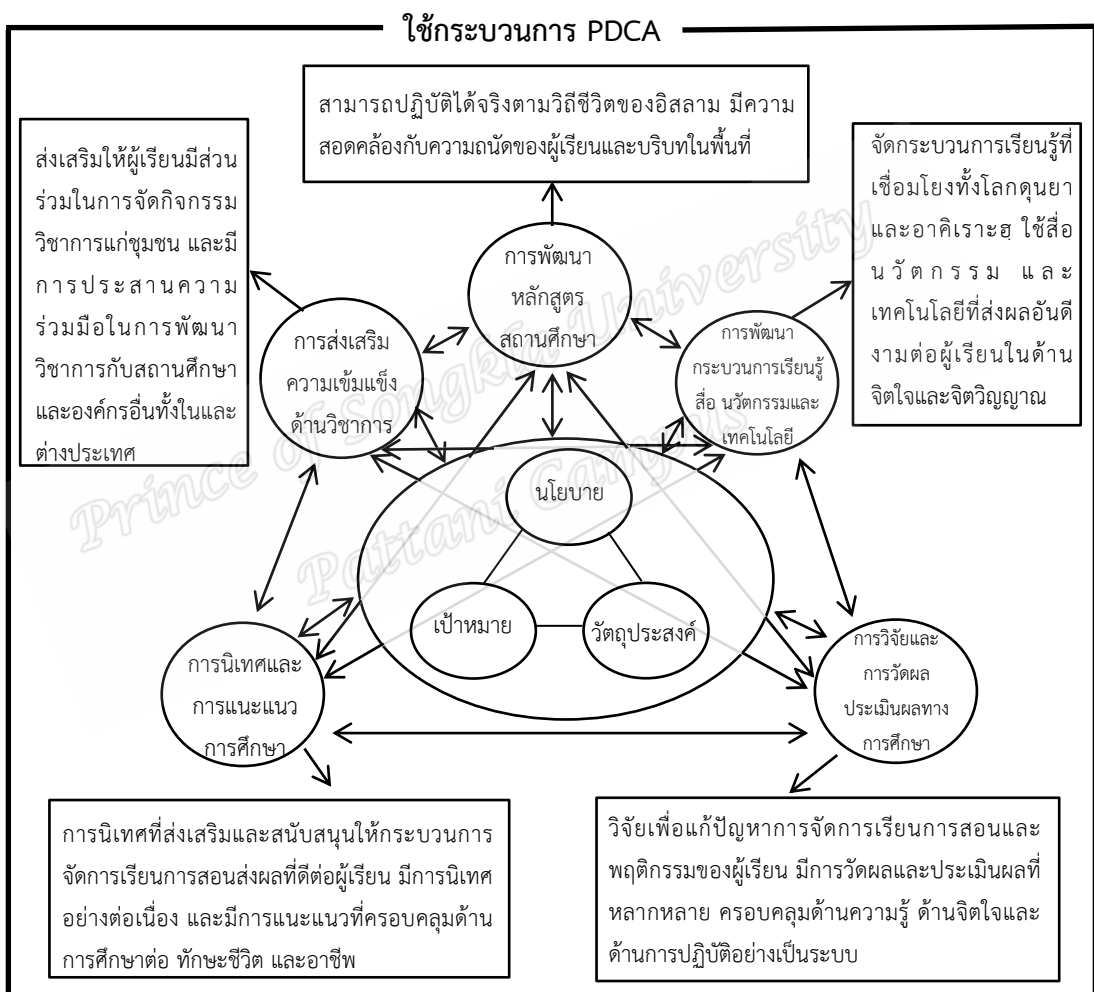 ใช้กระบวนการ PDCA
สามารถปฏิบัติได้จริงตามวิถีชีวิตของอิสลาม มีความ
สอดคล้องกับความถนัดของผู้เรียนและบริบทในพื้นที่
ส่งเสริมให้ผู้เรียนมีส่วน
ร่วมในการจัดกิจกรรม
วิชาการแก่ชุมชน และมี
การประสานความ
ร่วมมือในการพัฒนา
วิชาการกับสถานศึกษา
และองค์กรอื่นทั้งในและ
ต่างประเทศ
จัดกระบวนการเรียนรู้ที่
เชื่อมโยงทั้งโลกดุนยา
และอาคิเราะฮฺ ใช้สื่อ
นวัตกรรม และ
เทคโนโลยีที่ส่งผลอันดี
งามต่อผู้เรียนในด้าน
จิตใจและจิตวิญญาณ
การพัฒนา
หลักสูตร
สถานศึกษา
การส่งเสริม
ความเข้มแข็ง
ด้านวิชาการ
การพัฒนา
กระบวนการเรียนรู้
สื่อ นวัตกรรมและ
เทคโนโลยี
นโยบาย
เป้าหมาย
วัตถุประสงค์
การนิเทศและ
การแนะแนว
การศึกษา
การวิจัยและ
การวัดผล
ประเมินผลทาง
การศึกษา
การนิเทศที่ส่งเสริมและสนับสนุนให้กระบวนการ
จัดการเรียนการสอนส่งผลที่ดีต่อผู้เรียน มีการนิเทศ
อย่างต่อเนื่อง และมีการแนะแนวที่ครอบคลุมด้าน
การศึกษาต่อ ทักษะชีวิต และอาชีพ
วิจัยเพื่อแก้ปัญหาการจัดการเรียนการสอนและ
พฤติกรรมของผู้เรียน มีการวัดผลและประเมินผลที่
หลากหลาย ครอบคลุมด้านความรู้ ด้านจิตใจและ
ด้านการปฏิบัติอย่างเป็นระบบ
Prince of Songkla University
Pattani Campus